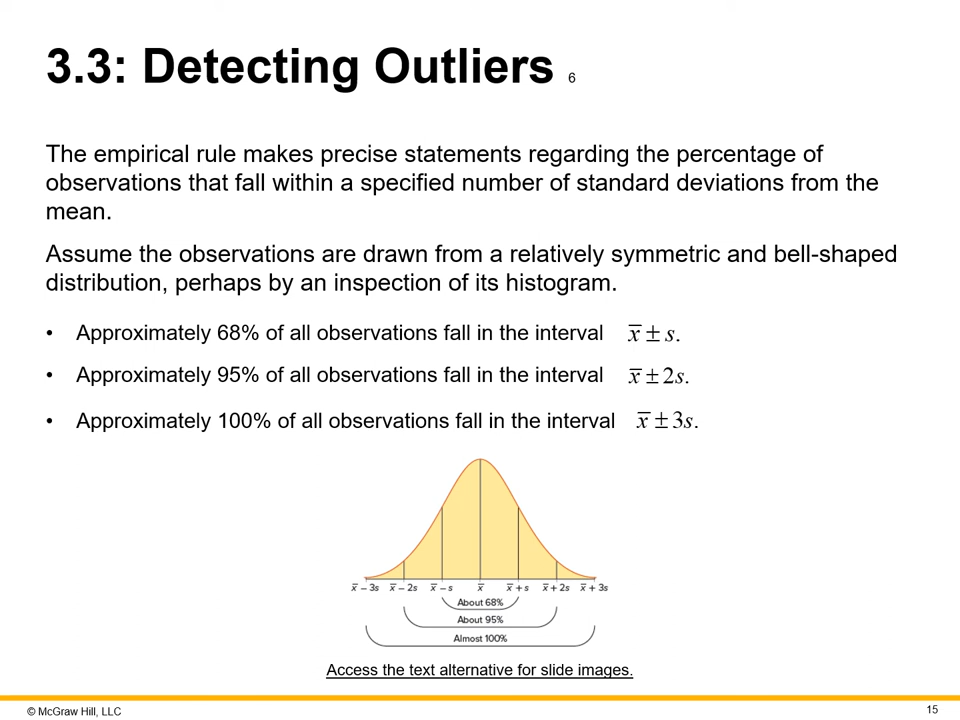 3.3: Detecting Outliers 6
The empirical rule makes precise statements regarding the percentage of
observations that fall within a specified number of standard deviations from the
mean.
Assume the observations are drawn from a relatively symmetric and bell-shaped
distribution, perhaps by an inspection of its histogram.
• Approximately 68% of all observations fall in the interval x̅ ± s.
• Approximately 95% of all observations fall in the interval x̅ ± 2s.
• Approximately 100% of all observations fall in the interval x̅ ± 3s.
x̅ − 3s x̅ − 2s x̅ − s x̅ x̅ + s x̅ + 2s x̅ + 3s
About 68%
About 95%
Almost 100%
Access the text alternative for slide images.
© McGraw Hill, LLC 15